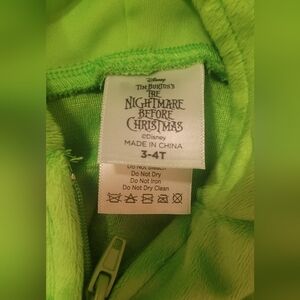 Disney
TIM BURTON'S
THE
NIGHTMARE
BEFORE
CHRISTMAS
©Disney
MADE IN CHINA
3-4T
Do Not Bleach
Do Not Dry
Do Not Iron
Do Not Dry Clean